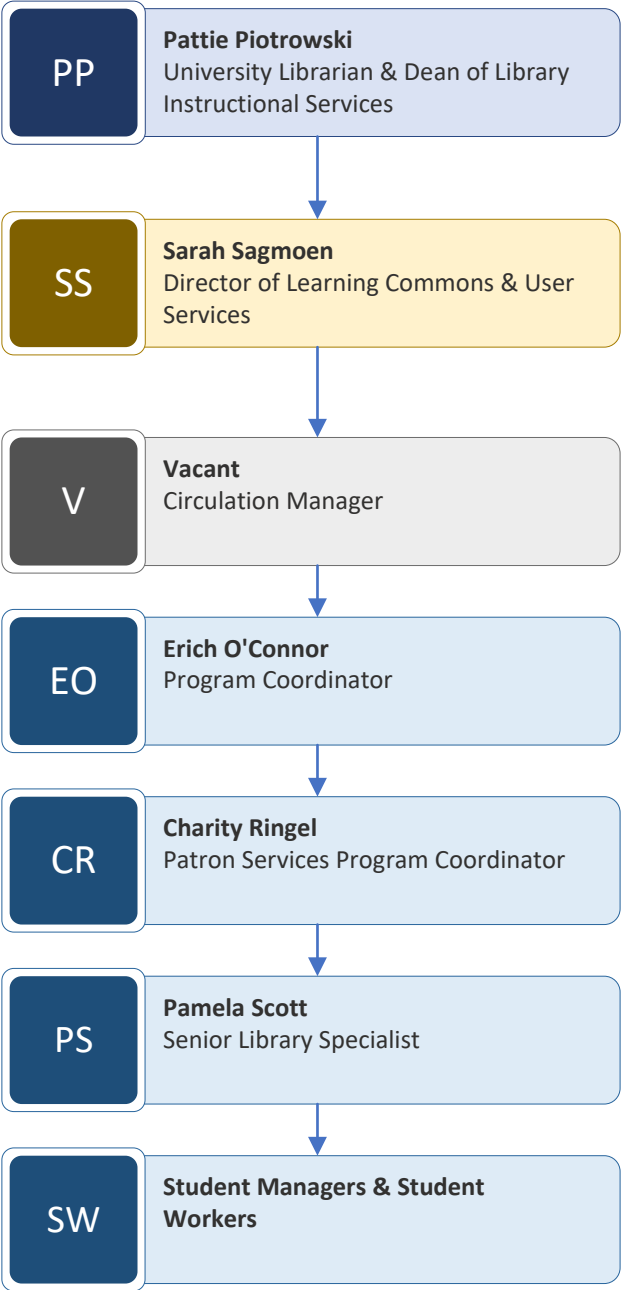 PP
Pattie Piotrowski
University Librarian & Dean of Library
Instructional Services
SS
Sarah Sagmoen
Director of Learning Commons & User
Services
V
Vacant
Circulation Manager
EO
Erich O'Connor
Program Coordinator
CR
Charity Ringel
Patron Services Program Coordinator
PS
Pamela Scott
Senior Library Specialist
SW
Student Managers & Student
Workers